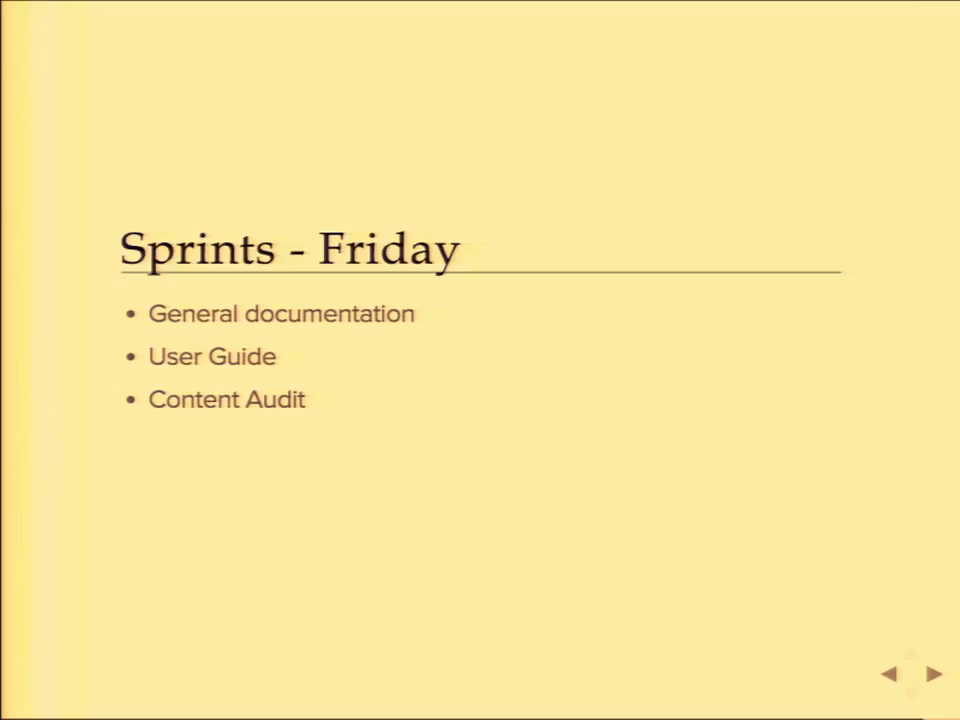 Sprints - Friday
• General documentation
• User Guide
• Content Audit